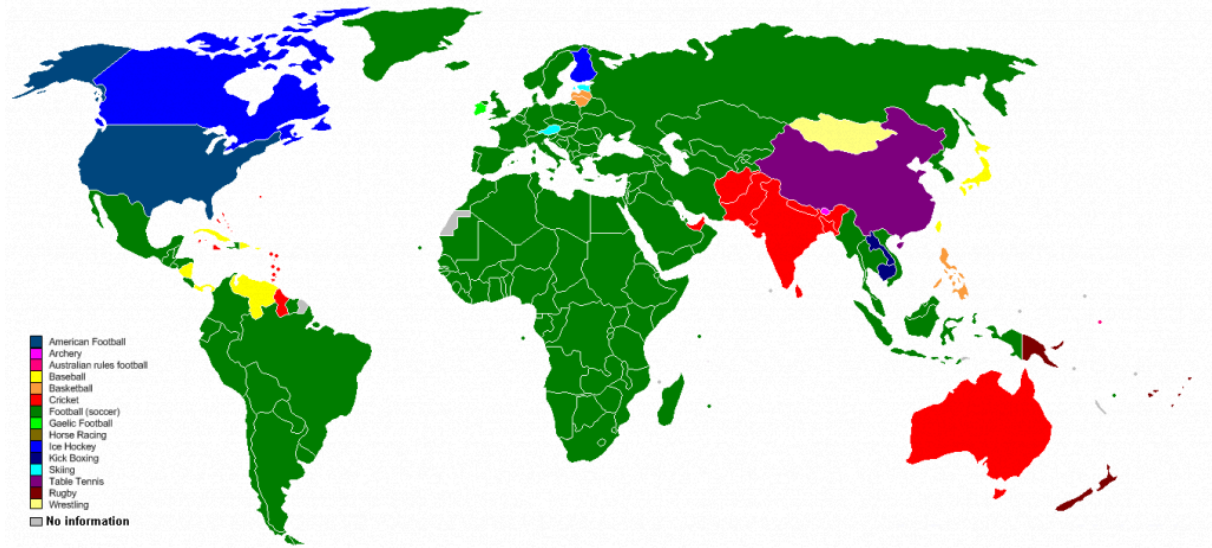 American Football
Archery
Australian rules football
Baseball
Basketball
Cricket
Football (soccer)
Gaelic Football
Horse Racing
Ice Hockey
Kick Boxing
Skiing
Table Tennis
Rugby
Wrestling
No information